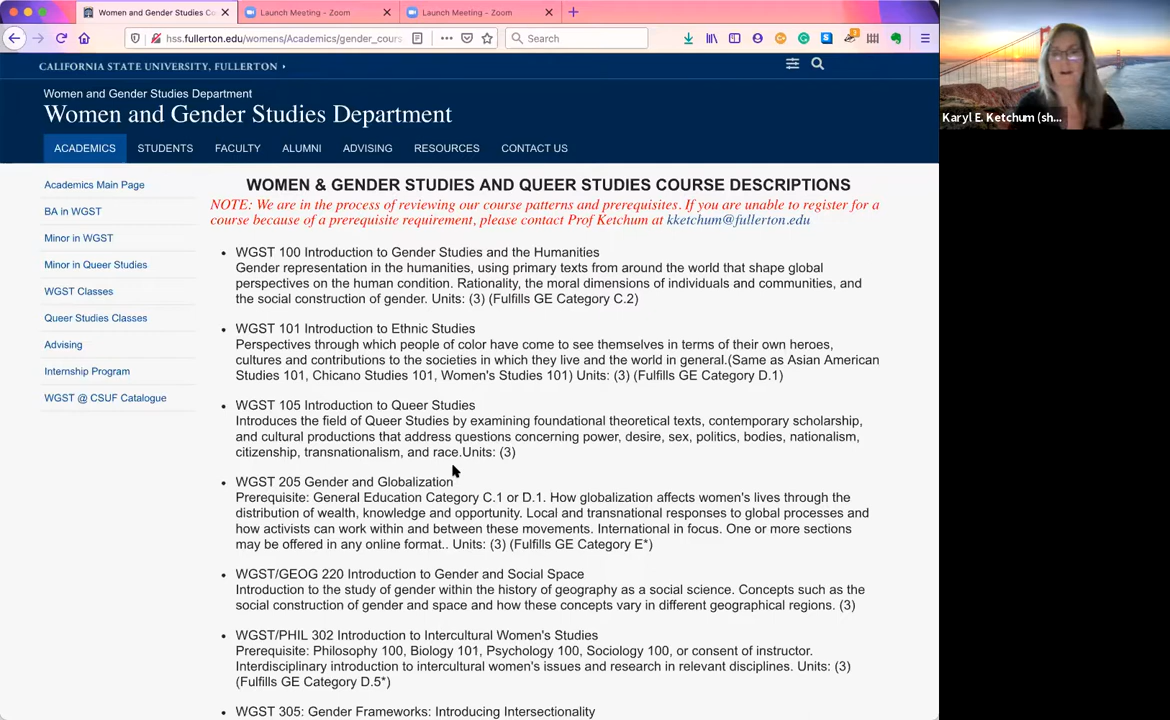 Women and Gender Studies Co
Launch Meeting - Zoom
Launch Meeting - Zoom
hss.fullerton.edu/womens/Academics/gender_cours
Search
CALIFORNIA STATE UNIVERSITY, FULLERTON
Women and Gender Studies Department
Women and Gender Studies Department
ACADEMICS STUDENTS FACULTY ALUMNI ADVISING RESOURCES CONTACT US
Academics Main Page
BA in WGST
Minor in WGST
Minor in Queer Studies
WGST Classes
Queer Studies Classes
Advising
Internship Program
WGST @ CSUF Catalogue
WOMEN & GENDER STUDIES AND QUEER STUDIES COURSE DESCRIPTIONS
NOTE: We are in the process of reviewing our course patterns and prerequisites. If you are unable to register for a
course because of a prerequisite requirement, please contact Prof Ketchum at kketchum@fullerton.edu
WGST 100 Introduction to Gender Studies and the Humanities
Gender representation in the humanities, using primary texts from around the world that shape global
perspectives on the human condition. Rationality, the moral dimensions of individuals and communities, and
the social construction of gender. Units: (3) (Fulfills GE Category C.2)
WGST 101 Introduction to Ethnic Studies
Perspectives through which people of color have come to see themselves in terms of their own heroes,
cultures and contributions to the societies in which they live and the world in general.(Same as Asian American
Studies 101, Chicano Studies 101, Women's Studies 101) Units: (3) (Fulfills GE Category D.1)
WGST 105 Introduction to Queer Studies
Introduces the field of Queer Studies by examining foundational theoretical texts, contemporary scholarship,
and cultural productions that address questions concerning power, desire, sex, politics, bodies, nationalism,
citizenship, transnationalism, and race.Units: (3)
WGST 205 Gender and Globalization
Prerequisite: General Education Category C.1 or D.1. How globalization affects women's lives through the
distribution of wealth, knowledge and opportunity. Local and transnational responses to global processes and
how activists can work within and between these movements. International in focus. One or more sections
may be offered in any online format.. Units: (3) (Fulfills GE Category E*)
WGST/GEOG 220 Introduction to Gender and Social Space
Introduction to the study of gender within the history of geography as a social science. Concepts such as the
social construction of gender and space and how these concepts vary in different geographical regions. (3)
WGST/PHIL 302 Introduction to Intercultural Women's Studies
Prerequisite: Philosophy 100, Biology 101, Psychology 100, Sociology 100, or consent of instructor.
Interdisciplinary introduction to intercultural women's issues and research in relevant disciplines. Units: (3)
(Fulfills GE Category D.5*)
WGST 305: Gender Frameworks: Introducing Intersectionality
Karyl E. Ketchum (sh...